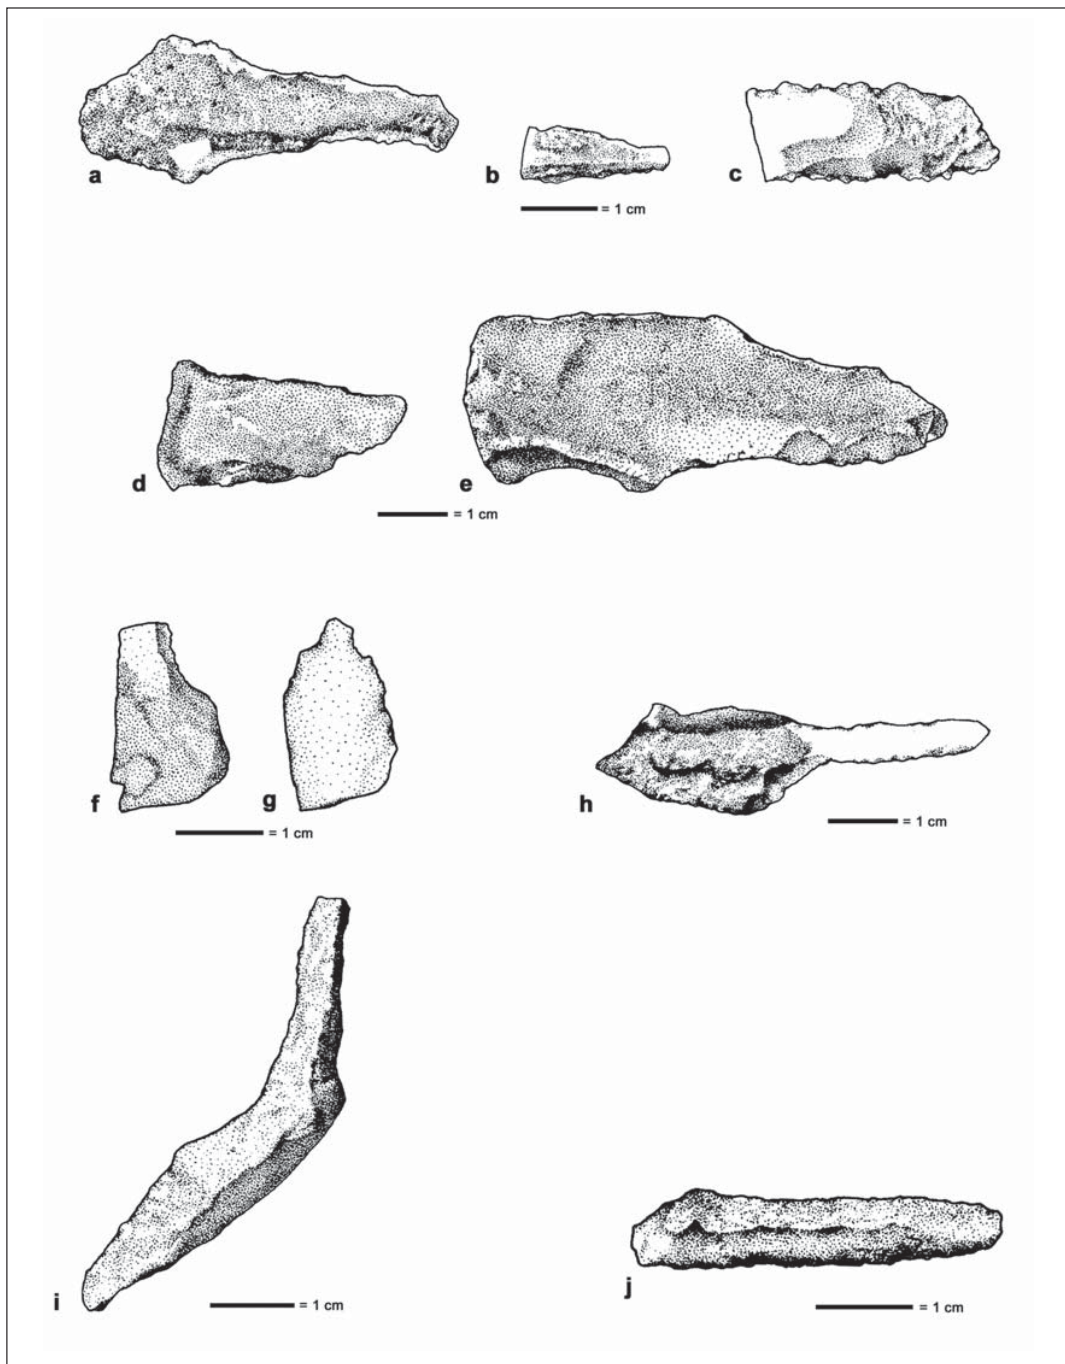 a
b
c
= 1 cm
d
e
= 1 cm
f
g
= 1 cm
h
= 1 cm
i
= 1 cm
j
= 1 cm